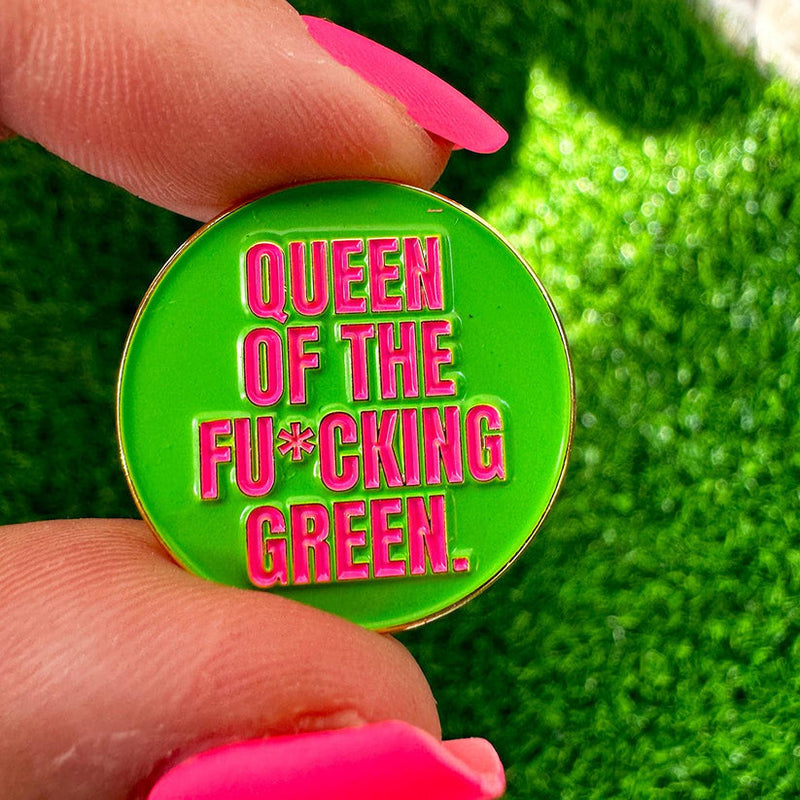 QUEEN
OF THE
FU*CKING
GREEN.